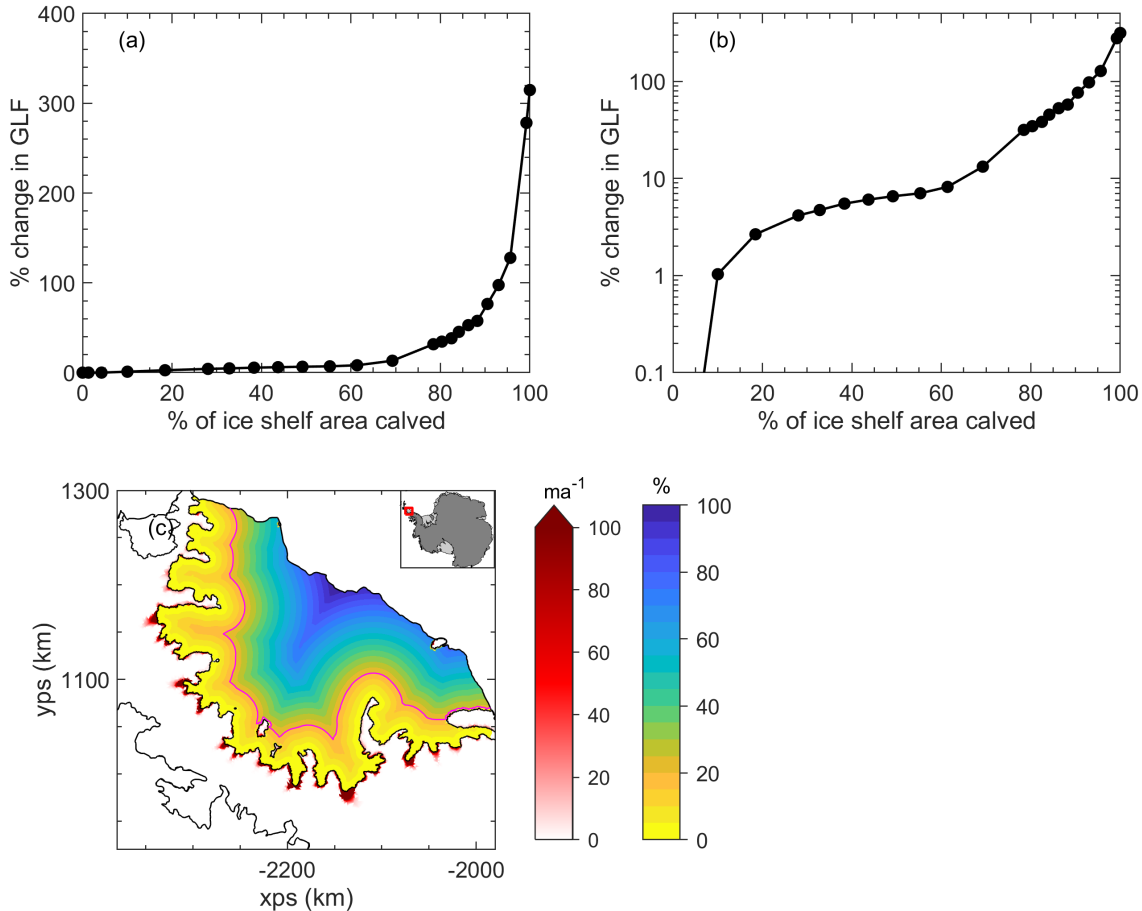 (a)
400
300
200
100
0
% change in GLF
0 20 40 60 80 100
% of ice shelf area calved
(b)
100
10
1
0.1
% change in GLF
0 20 40 60 80 100
% of ice shelf area calved
(c)
1300
1100
yps (km)
-2200 -2000
xps (km)
ma-1
100
80
60
40
20
0
%
100
80
60
40
20
0